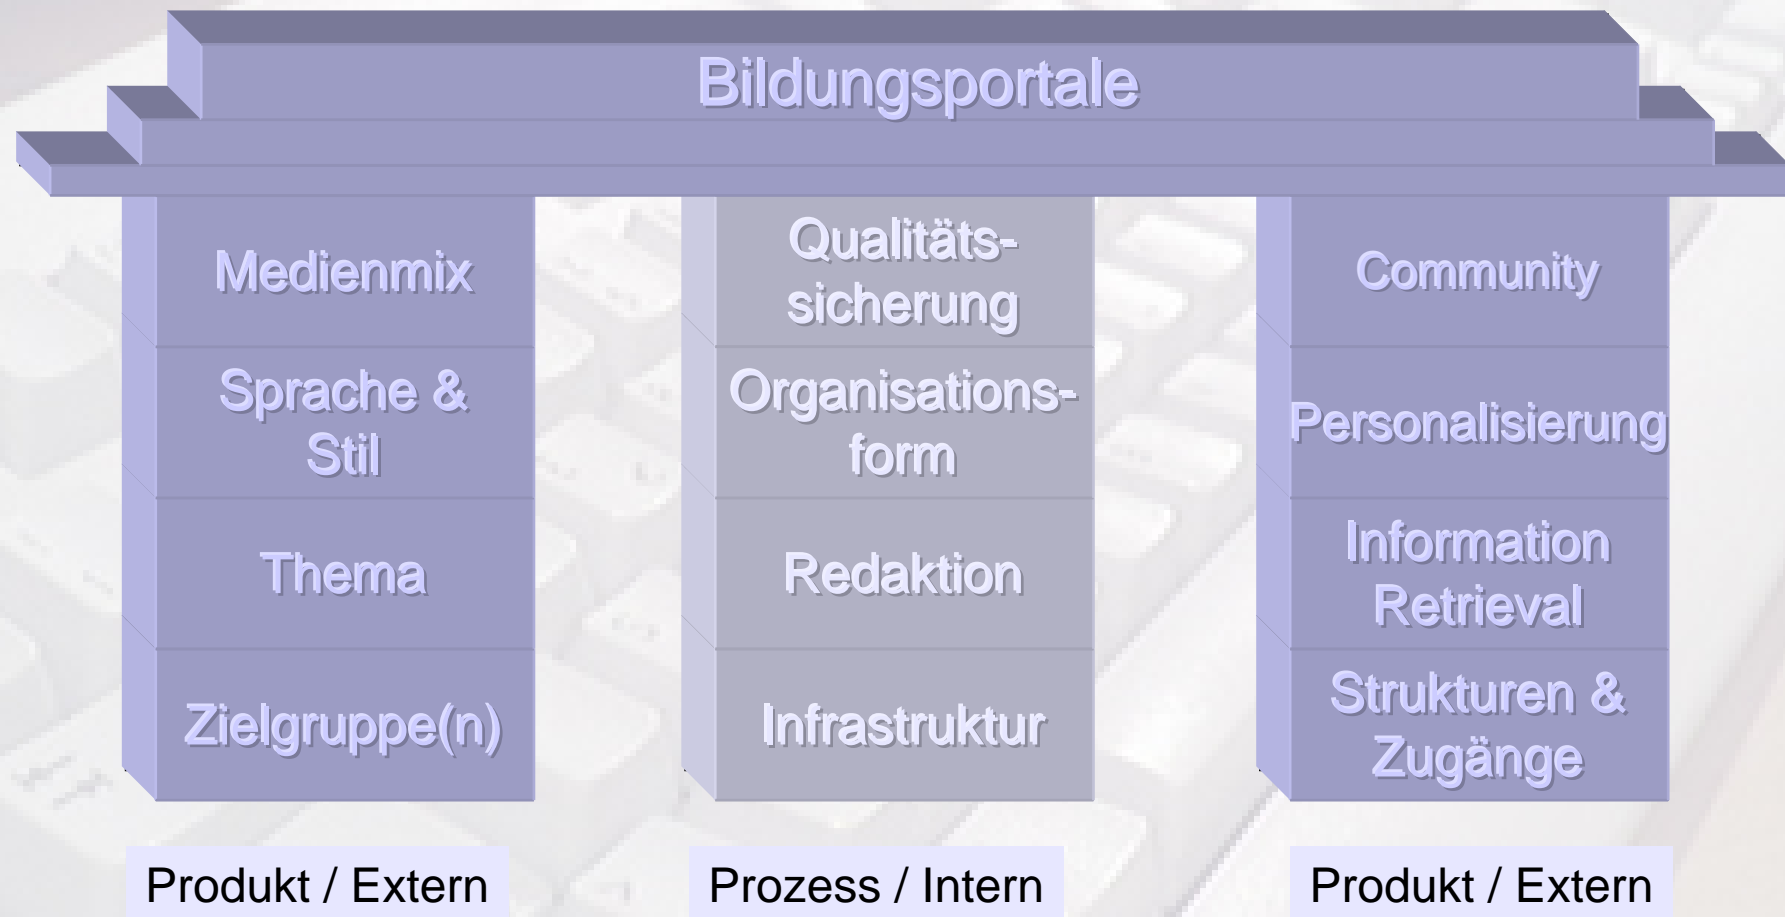 Bildungsportale
Medienmix
Sprache &
Stil
Thema
Zielgruppe(n)
Qualitäts-
sicherung
Organisations-
form
Redaktion
Infrastruktur
Community
Personalisierung
Information
Retrieval
Strukturen &
Zugänge
Produkt / Extern
Prozess / Intern
Produkt / Extern